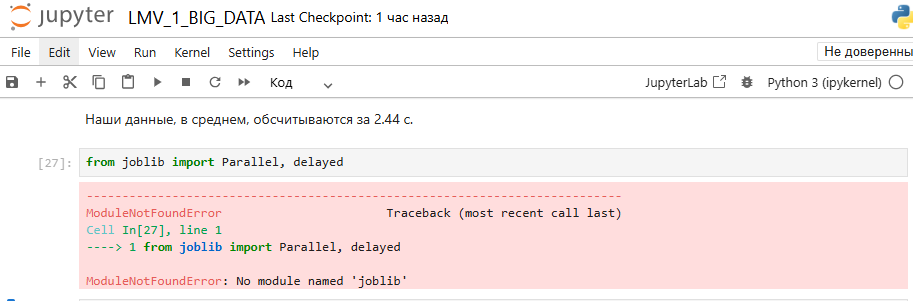 jupyter LMV_1_BIG_DATA Last Checkpoint: 1 час назад
File Edit View Run Kernel Settings Help Не доверенны
Код JupyterLab Python 3 (ipykernel)
Наши данные, в среднем, обсчитываются за 2.44 с.
[27]: from joblib import Parallel, delayed
---------------------------------------------------------------------------
ModuleNotFoundError Traceback (most recent call last)
Cell In[27], line 1
----> 1 from joblib import Parallel, delayed
ModuleNotFoundError: No module named 'joblib'